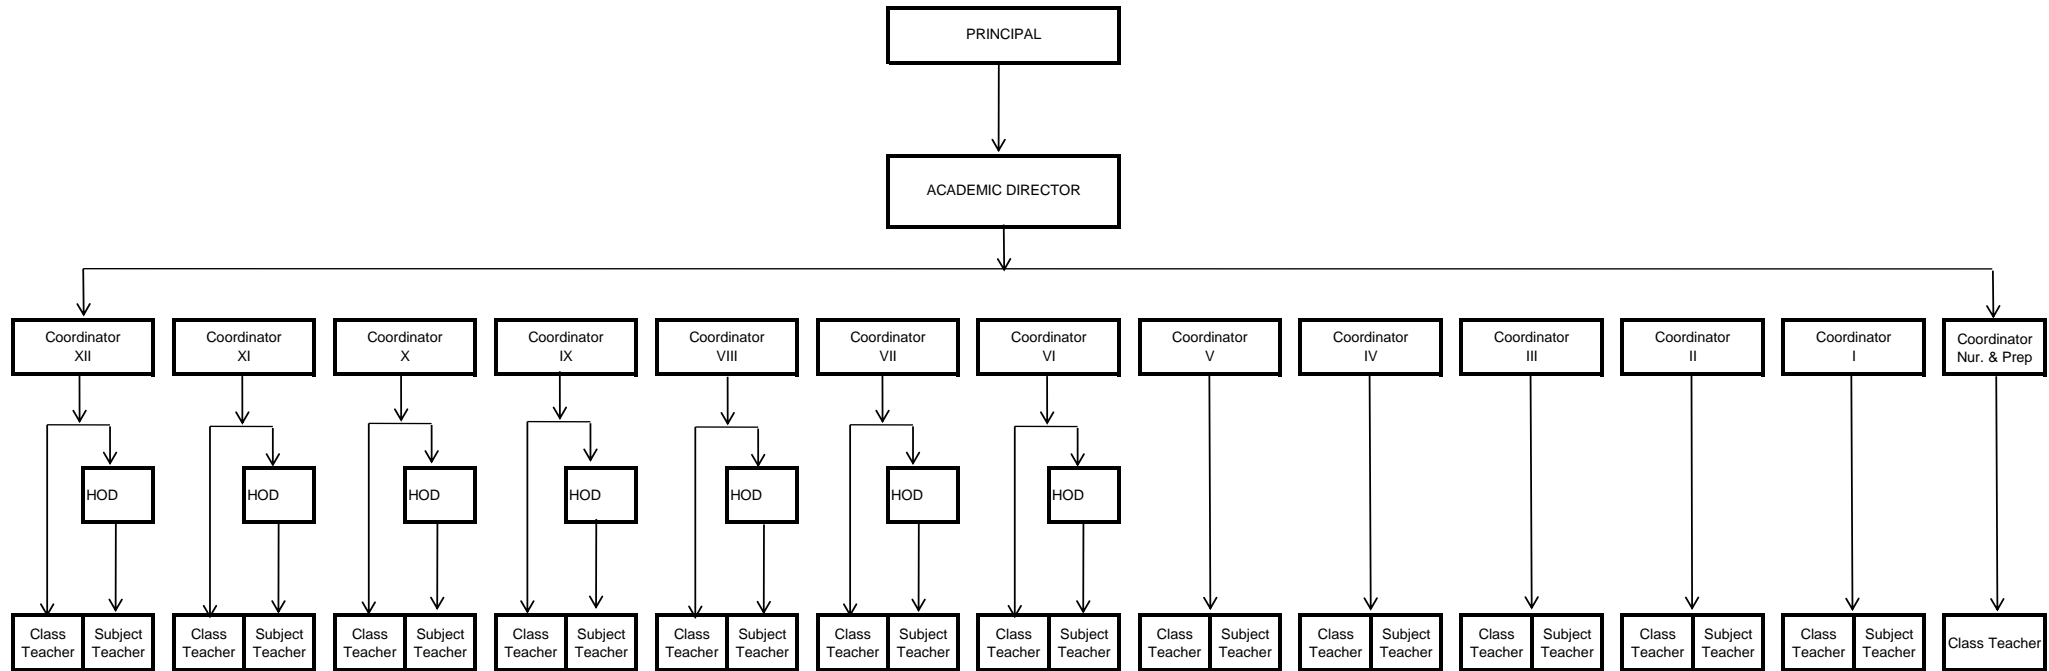 PRINCIPAL
ACADEMIC DIRECTOR
Coordinator
XII
Coordinator
XI
Coordinator
X
Coordinator
IX
Coordinator
VIII
Coordinator
VII
Coordinator
VI
Coordinator
V
Coordinator
IV
Coordinator
III
Coordinator
II
Coordinator
I
Coordinator
Nur. & Prep
HOD
HOD
HOD
HOD
HOD
HOD
HOD
Class
Teacher
Subject
Teacher
Class
Teacher
Subject
Teacher
Class
Teacher
Subject
Teacher
Class
Teacher
Subject
Teacher
Class
Teacher
Subject
Teacher
Class
Teacher
Subject
Teacher
Class
Teacher
Subject
Teacher
Class
Teacher
Subject
Teacher
Class
Teacher
Subject
Teacher
Class
Teacher
Subject
Teacher
Class
Teacher
Subject
Teacher
Class
Teacher
Subject
Teacher
Class Teacher